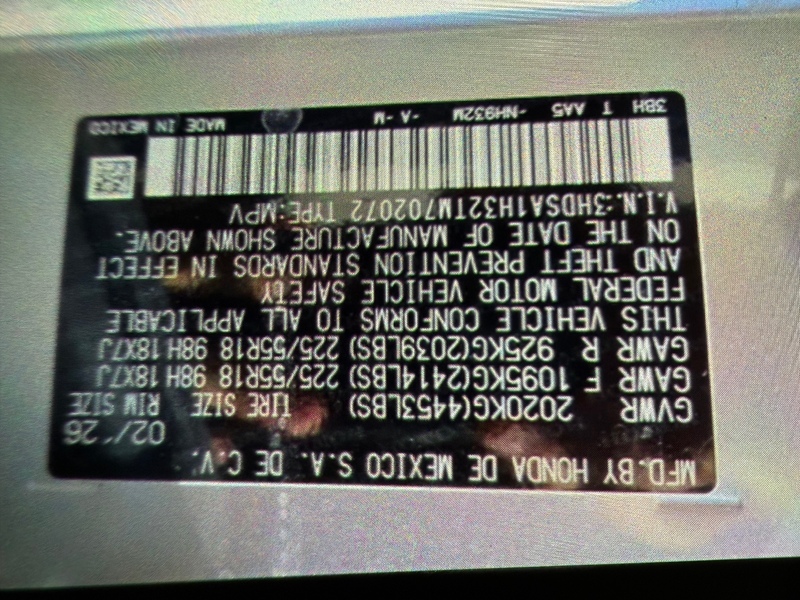 MFD.BY HONDA DE MEXICO S.A. DE C.V.
02/'26
GVWR 2020KG(4453LBS) TIRE SIZE RIM SIZE
GAWR F 1095KG(2414LBS) 225/55R18 98H 18X7J
GAWR R 925KG(2039LBS) 225/55R18 98H 18X7J
THIS VEHICLE CONFORMS TO ALL APPLICABLE
FEDERAL MOTOR VEHICLE SAFETY
AND THEFT PREVENTION STANDARDS IN EFFECT
ON THE DATE OF MANUFACTURE SHOWN ABOVE.
V.I.N.:3HDSA1H32TM702072 TYPE:MPV
3BH T AA5 -NH932M -A -M MADE IN MEXICO